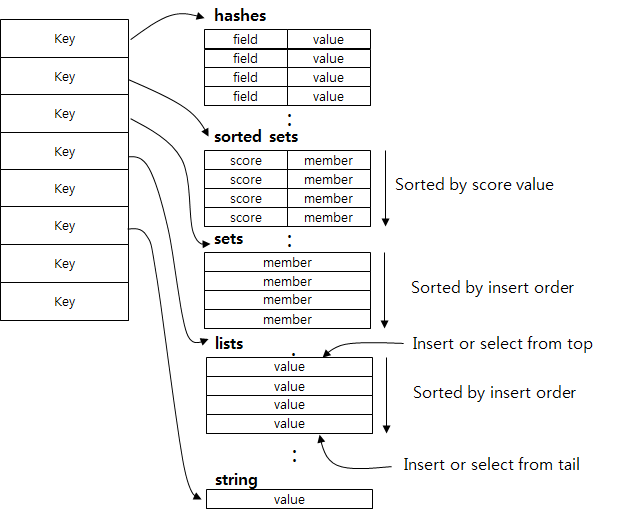 hashes
Key
field value
field value
field value
field value
Key
Key
sorted sets
Key
score member
score member
score member
score member
Sorted by score value
Key
Key
sets
Key
member
member
member
member
Sorted by insert order
Key
lists
Insert or select from top
value
value
value
value
Sorted by insert order
Insert or select from tail
string
value